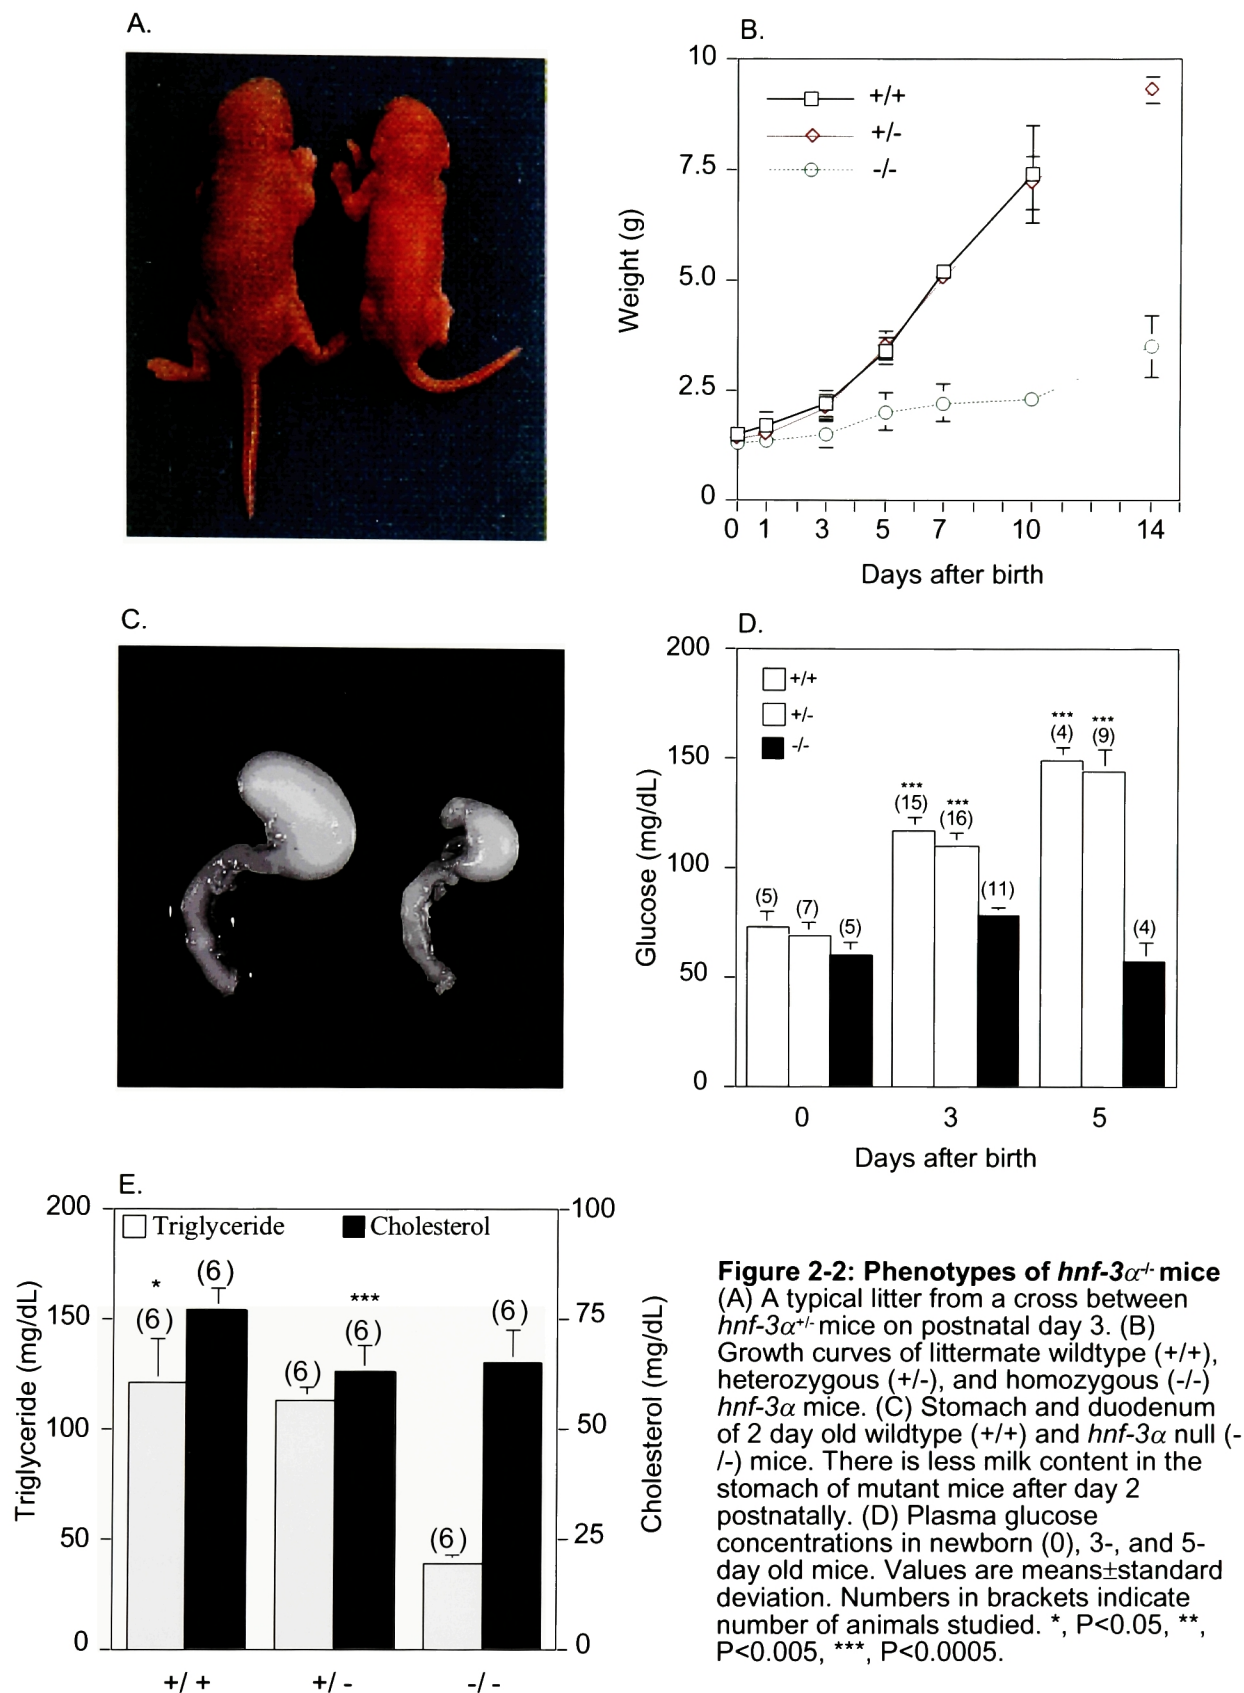 A.
B.
10
7.5
5.0
2.5
0
Weight (g)
+/+
+/-
-/-
0 1 3 5 7 10 14
Days after birth
C.
D.
200
150
100
50
0
Glucose (mg/dL)
+/+
+/-
-/-
(5)
(7)
(5)
***
(15)
***
(16)
(11)
***
(4)
***
(9)
(4)
0 3 5
Days after birth
E.
200
150
100
50
0
Triglyceride (mg/dL)
100
75
50
25
0
Cholesterol (mg/dL)
Triglyceride Cholesterol
*
(6)
(6)
(6)
***
(6)
(6)
(6)
+/ + +/ - -/ -
Figure 2-2: Phenotypes of hnf-3α-/- mice
(A) A typical litter from a cross between
hnf-3α+/- mice on postnatal day 3. (B)
Growth curves of littermate wildtype (+/+),
heterozygous (+/-), and homozygous (-/-)
hnf-3α mice. (C) Stomach and duodenum
of 2 day old wildtype (+/+) and hnf-3α null (-
/-) mice. There is less milk content in the
stomach of mutant mice after day 2
postnatally. (D) Plasma glucose
concentrations in newborn (0), 3-, and 5-
day old mice. Values are means±standard
deviation. Numbers in brackets indicate
number of animals studied. *, P<0.05, **,
P<0.005, ***, P<0.0005.